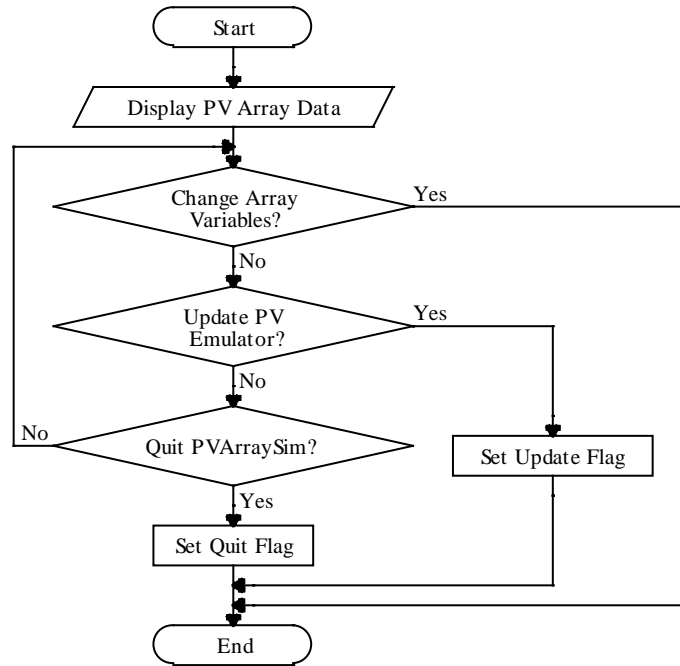 Start
Display PV Array Data
Change Array
Variables?
Yes
No
Update PV
Emulator?
Yes
No
No
Quit PVArraySim?
Set Update Flag
Yes
Set Quit Flag
End